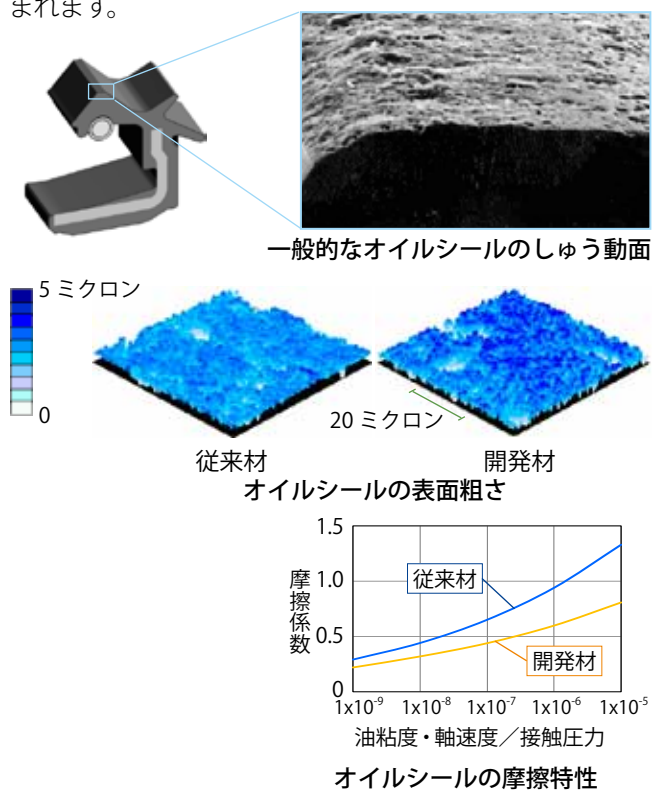 まれます。
一般的なオイルシールのしゅう動面
5 ミクロン
0
20 ミクロン
従来材
開発材
オイルシールの表面粗さ
1.5
1.0
0.5
0
摩擦係数
従来材
開発材
1x10⁻⁹ 1x10⁻⁸ 1x10⁻⁷ 1x10⁻⁶ 1x10⁻⁵
油粘度・軸速度／接触圧力
オイルシールの摩擦特性